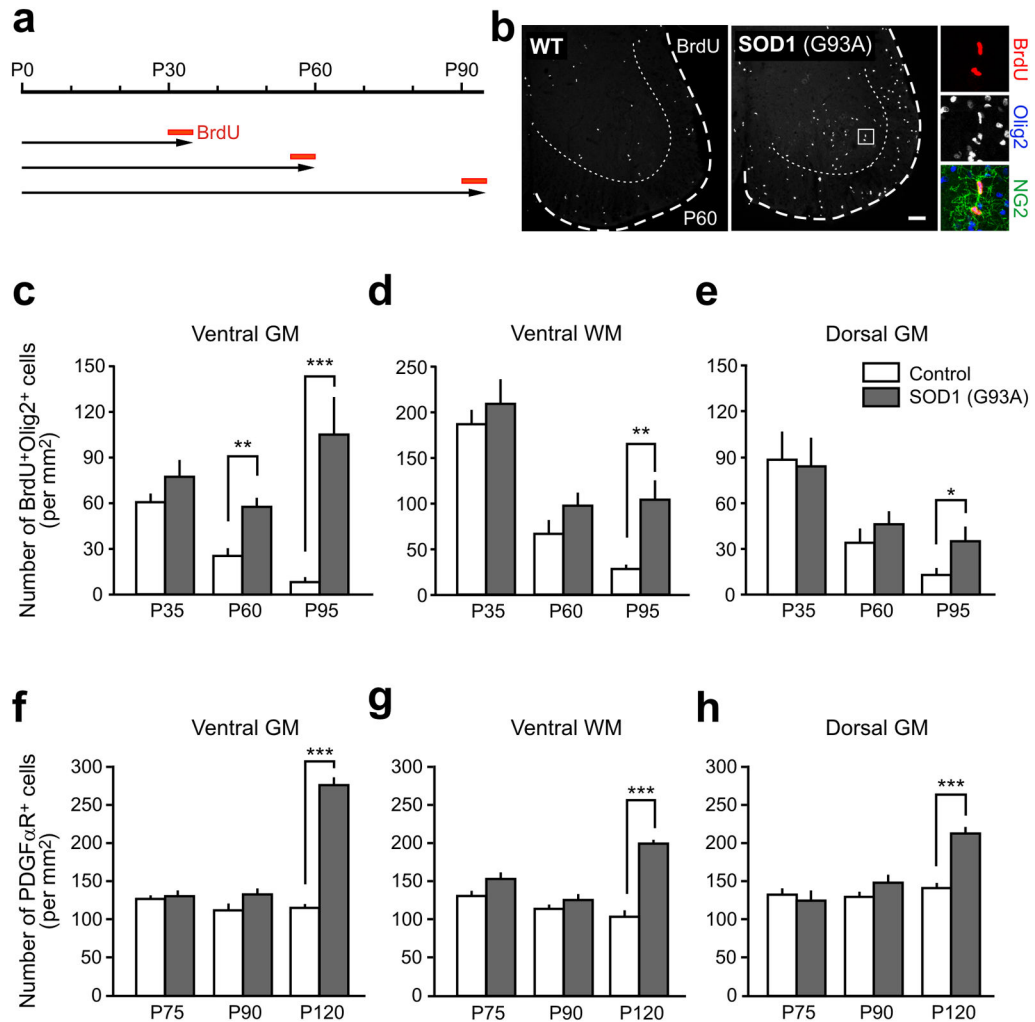 a
P0 P30 P60 P90
BrdU
b
WT BrdU
P60
SOD1 (G93A)
BrdU
Olig2
NG2
c
Ventral GM
Number of BrdU⁺Olig2⁺ cells
(per mm²)
150
120
90
60
30
0
**
***
P35 P60 P95
d
Ventral WM
250
200
150
100
50
0
**
P35 P60 P95
e
Dorsal GM
Control
SOD1 (G93A)
150
120
90
60
30
0
*
P35 P60 P95
f
Ventral GM
Number of PDGFαR⁺ cells
(per mm²)
300
250
200
150
100
50
0
***
P75 P90 P120
g
Ventral WM
300
250
200
150
100
50
0
***
P75 P90 P120
h
Dorsal GM
300
250
200
150
100
50
0
***
P75 P90 P120